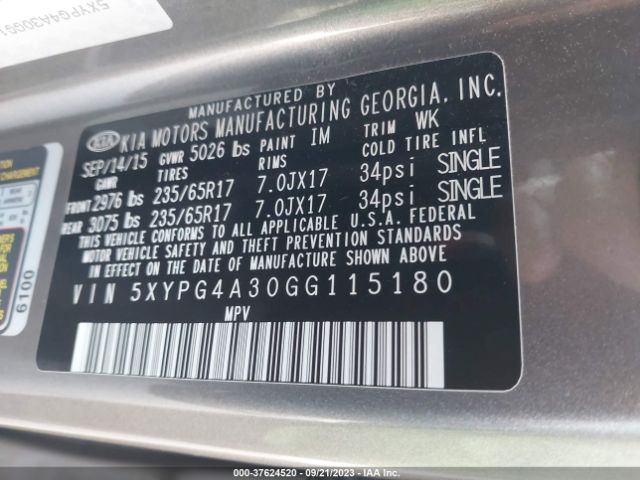 5XYPG4A30GG1
MANUFACTURED BY
KIA KIA MOTORS MANUFACTURING GEORGIA, INC.
SEP/14/15 GVWR 5026 lbs PAINT IM TRIM WK
GAWR TIRES RIMS COLD TIRE INFL
FRONT 2976 lbs 235/65R17 7.0JX17 34psi SINGLE
REAR 3075 lbs 235/65R17 7.0JX17 34psi SINGLE
THIS VEHICLE CONFORMS TO ALL APPLICABLE U.S.A. FEDERAL
MOTOR VEHICLE SAFETY AND THEFT PREVENTION STANDARDS
IN EFFECT ON THE DATE OF MANUFACTURE SHOWN ABOVE
VIN 5XYPG4A30GG115180
MPV
6100
000-37624520 - 09/21/2023 - IAA Inc.